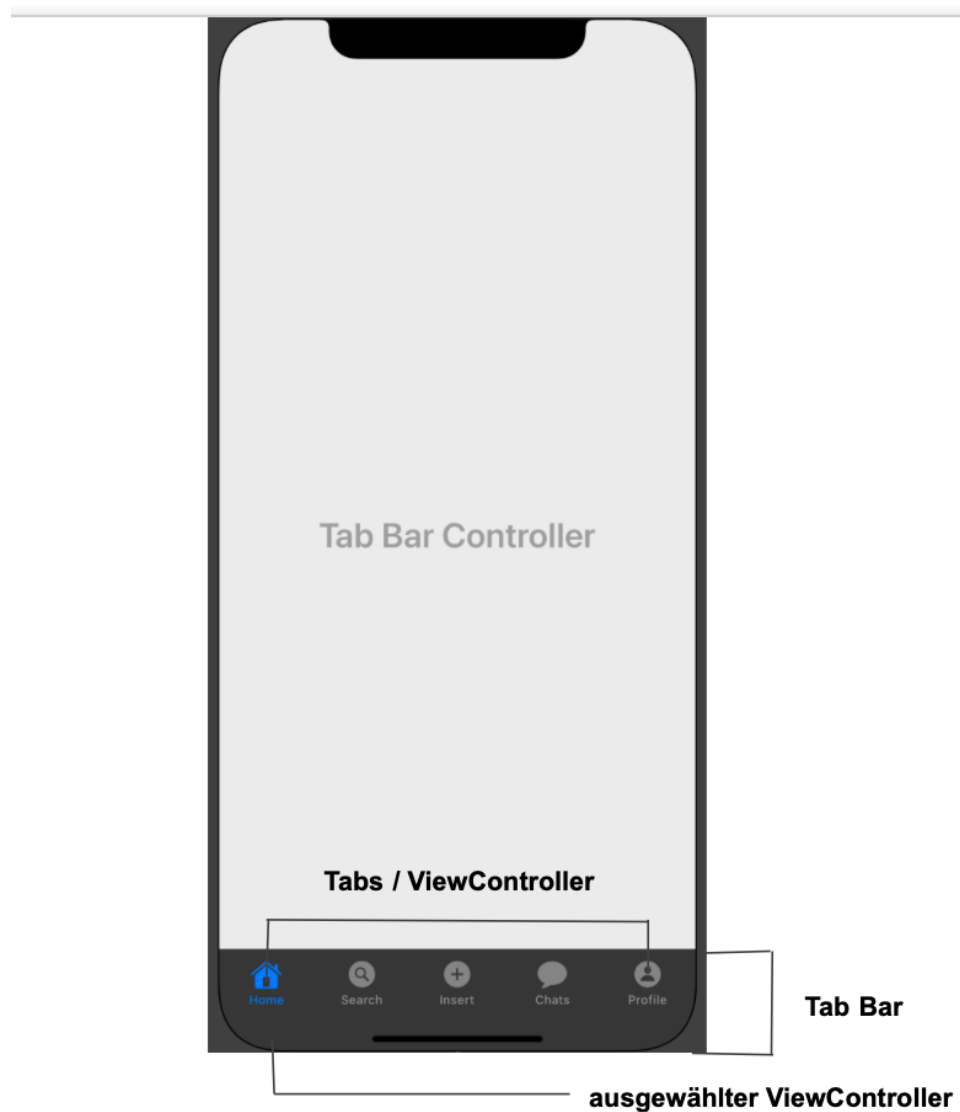 Tab Bar Controller
Tabs / ViewController
Home Search Insert Chats Profile
Tab Bar
ausgewählter ViewController